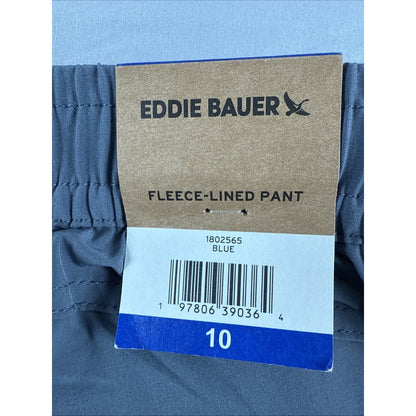 EDDIE BAUER
FLEECE-LINED PANT
1802565
BLUE
1 97806 39036 4
10